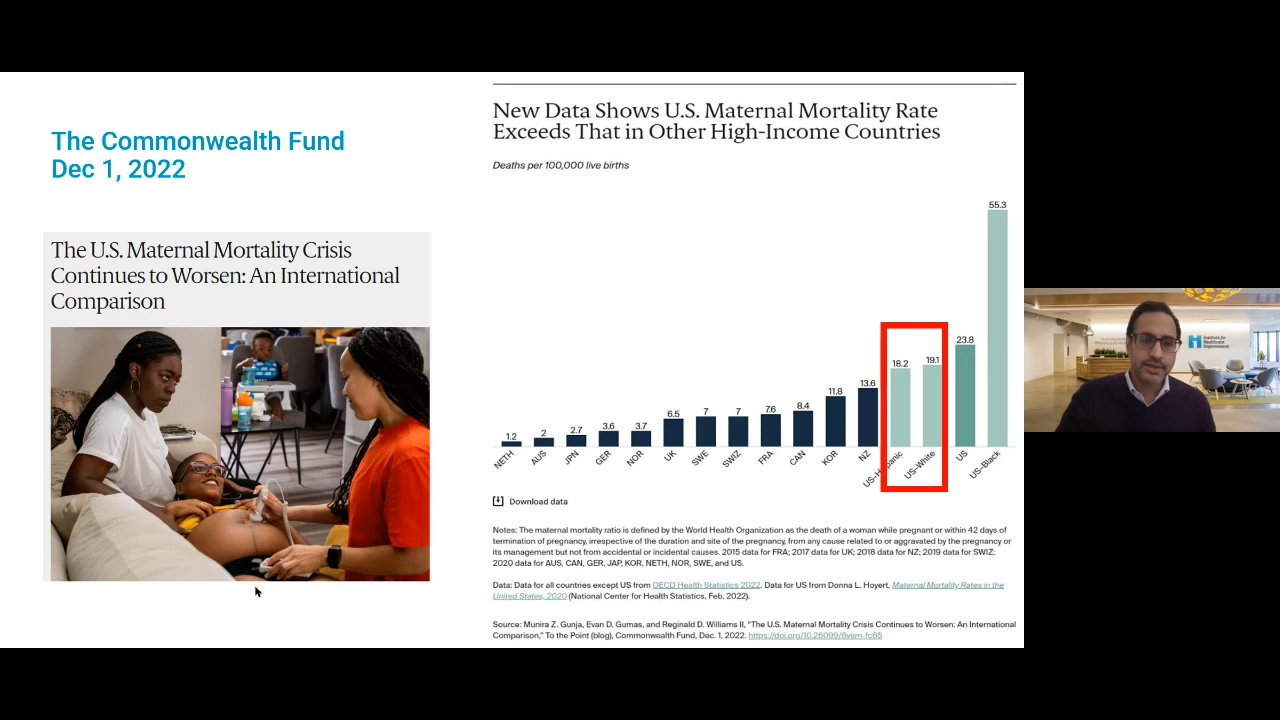 The Commonwealth Fund
Dec 1, 2022
The U.S. Maternal Mortality Crisis
Continues to Worsen: An International
Comparison
New Data Shows U.S. Maternal Mortality Rate
Exceeds That in Other High-Income Countries
Deaths per 100,000 live births
1.2
2
2.7
3.6
3.7
6.5
7
7
7.6
8.4
11.8
13.6
18.2
19.1
23.8
55.3
NETH
AUS
JPN
GER
NOR
UK
SWE
SWIZ
FRA
CAN
KOR
NZ
US-H panic
US-White
US
US-Black
Download data
Notes: The maternal mortality ratio is defined by the World Health Organization as the death of a woman while pregnant or within 42 days of
termination of pregnancy, irrespective of the duration and site of the pregnancy, from any cause related to or aggravated by the pregnancy or
its management but not from accidental or incidental causes. 2015 data for FRA; 2017 data for UK; 2018 data for NZ; 2019 data for SWIZ;
2020 data for AUS, CAN, GER, JAP, KOR, NETH, NOR, SWE, and US.
Data: Data for all countries except US from OECD Health Statistics 2022. Data for US from Donna L. Hoyert, Maternal Mortality Rates in the
United States, 2020 (National Center for Health Statistics, Feb. 2022).
Source: Munira Z. Gunja, Evan D. Gumas, and Reginald D. Williams II, "The U.S. Maternal Mortality Crisis Continues to Worsen: An International
Comparison," To the Point (blog), Commonwealth Fund, Dec. 1, 2022. https://doi.org/10.26099/8vem-fc65
Institute for
Healthcare
Improvement